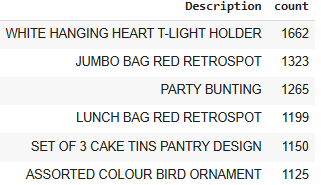 Description count
WHITE HANGING HEART T-LIGHT HOLDER 1662
JUMBO BAG RED RETROSPOT 1323
PARTY BUNTING 1265
LUNCH BAG RED RETROSPOT 1199
SET OF 3 CAKE TINS PANTRY DESIGN 1150
ASSORTED COLOUR BIRD ORNAMENT 1125